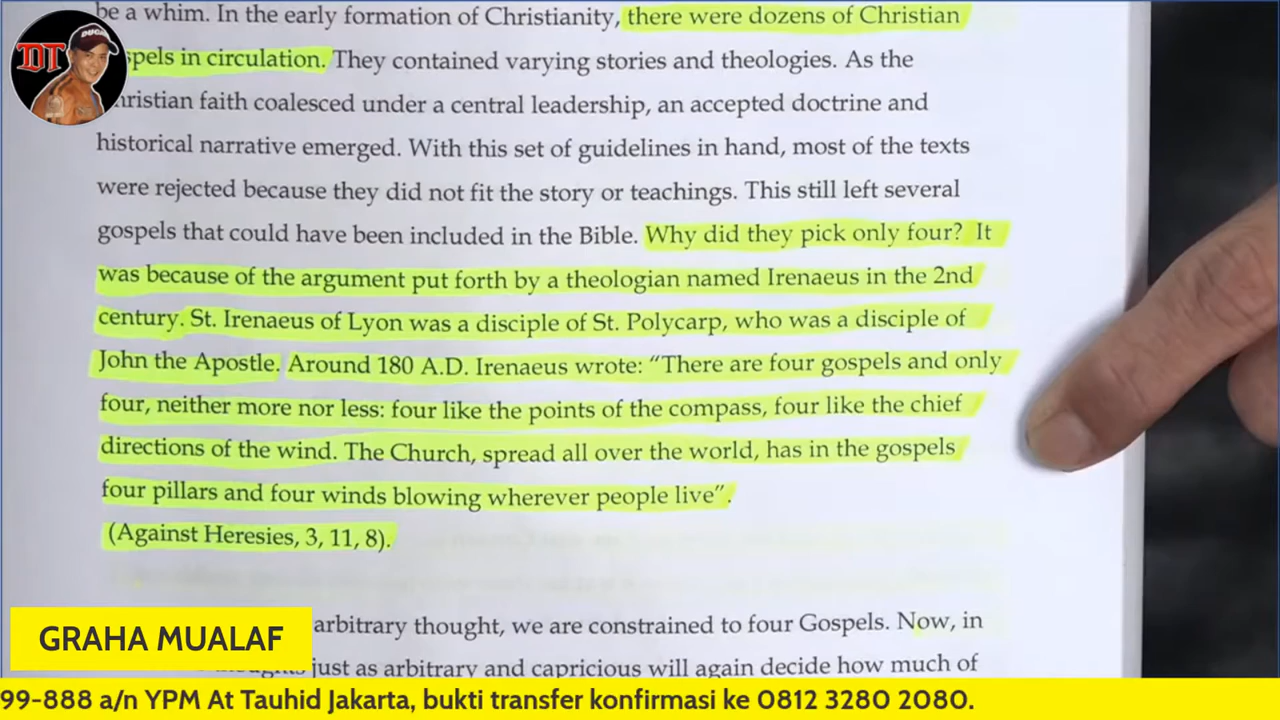 be a whim. In the early formation of Christianity, there were dozens of Christian
DT
spels in circulation. They contained varying stories and theologies. As the
hristian faith coalesced under a central leadership, an accepted doctrine and
historical narrative emerged. With this set of guidelines in hand, most of the texts
were rejected because they did not fit the story or teachings. This still left several
gospels that could have been included in the Bible. Why did they pick only four? It
was because of the argument put forth by a theologian named Irenaeus in the 2nd
century. St. Irenaeus of Lyon was a disciple of St. Polycarp, who was a disciple of
John the Apostle. Around 180 A.D. Irenaeus wrote: “There are four gospels and only
four, neither more nor less: four like the points of the compass, four like the chief
directions of the wind. The Church, spread all over the world, has in the gospels
four pillars and four winds blowing wherever people live”.
(Against Heresies, 3, 11, 8).
arbitrary thought, we are constrained to four Gospels. Now, in
just as arbitrary and capricious will again decide how much of
GRAHA MUALAF
99-888 a/n YPM At Tauhid Jakarta, bukti transfer konfirmasi ke 0812 3280 2080.